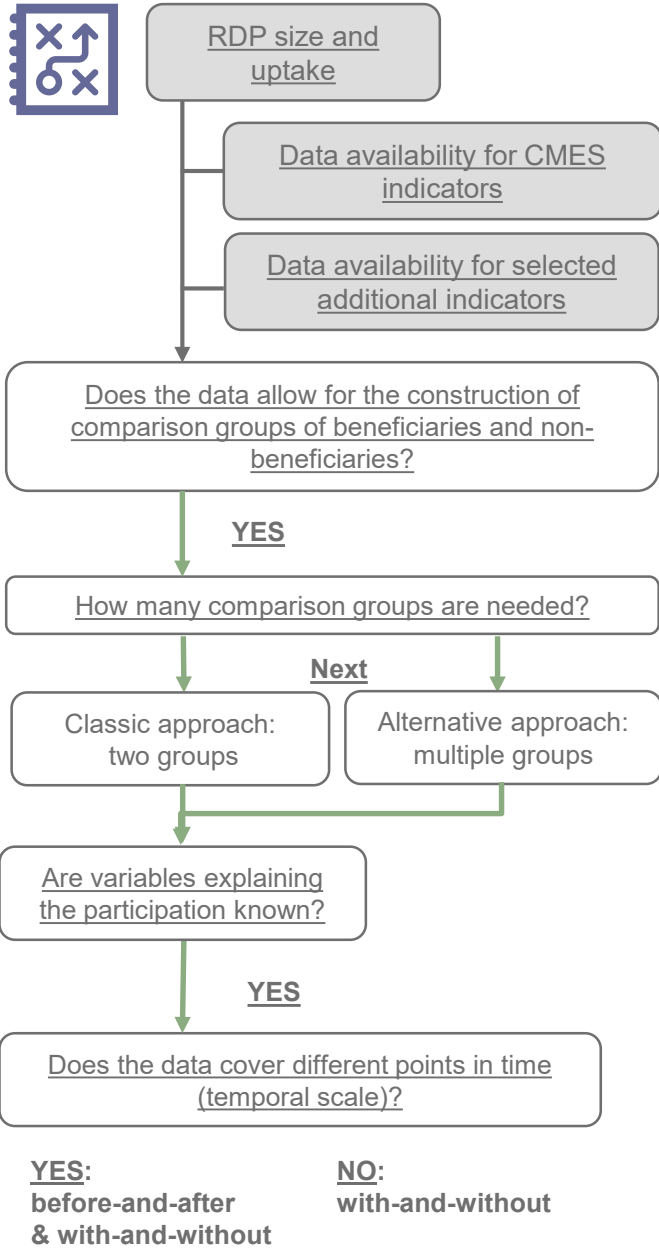 RDP size and
uptake
Data availability for CMES
indicators
Data availability for selected
additional indicators
Does the data allow for the construction of
comparison groups of beneficiaries and non-
beneficiaries?
YES
How many comparison groups are needed?
Next
Classic approach:
two groups
Alternative approach:
multiple groups
Are variables explaining
the participation known?
YES
Does the data cover different points in time
(temporal scale)?
YES:
before-and-after
& with-and-without
NO:
with-and-without